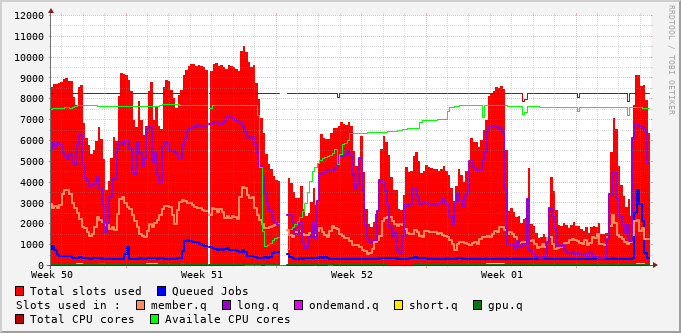 12000
11000
10000
9000
8000
7000
6000
5000
4000
3000
2000
1000
0
Week 50 Week 51 Week 52 Week 01
Total slots used Queued Jobs
Slots used in : member.q long.q ondemand.q short.q gpu.q
Total CPU cores Availale CPU cores
RRDTOOL / TOBI OETIKER